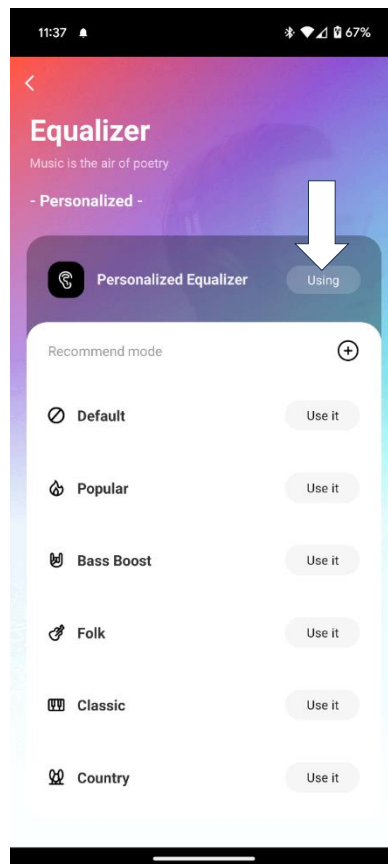 11:37 67%
Equalizer
Music is the air of poetry
- Personalized -
Personalized Equalizer Using
Recommend mode
Default Use it
Popular Use it
Bass Boost Use it
Folk Use it
Classic Use it
Country Use it